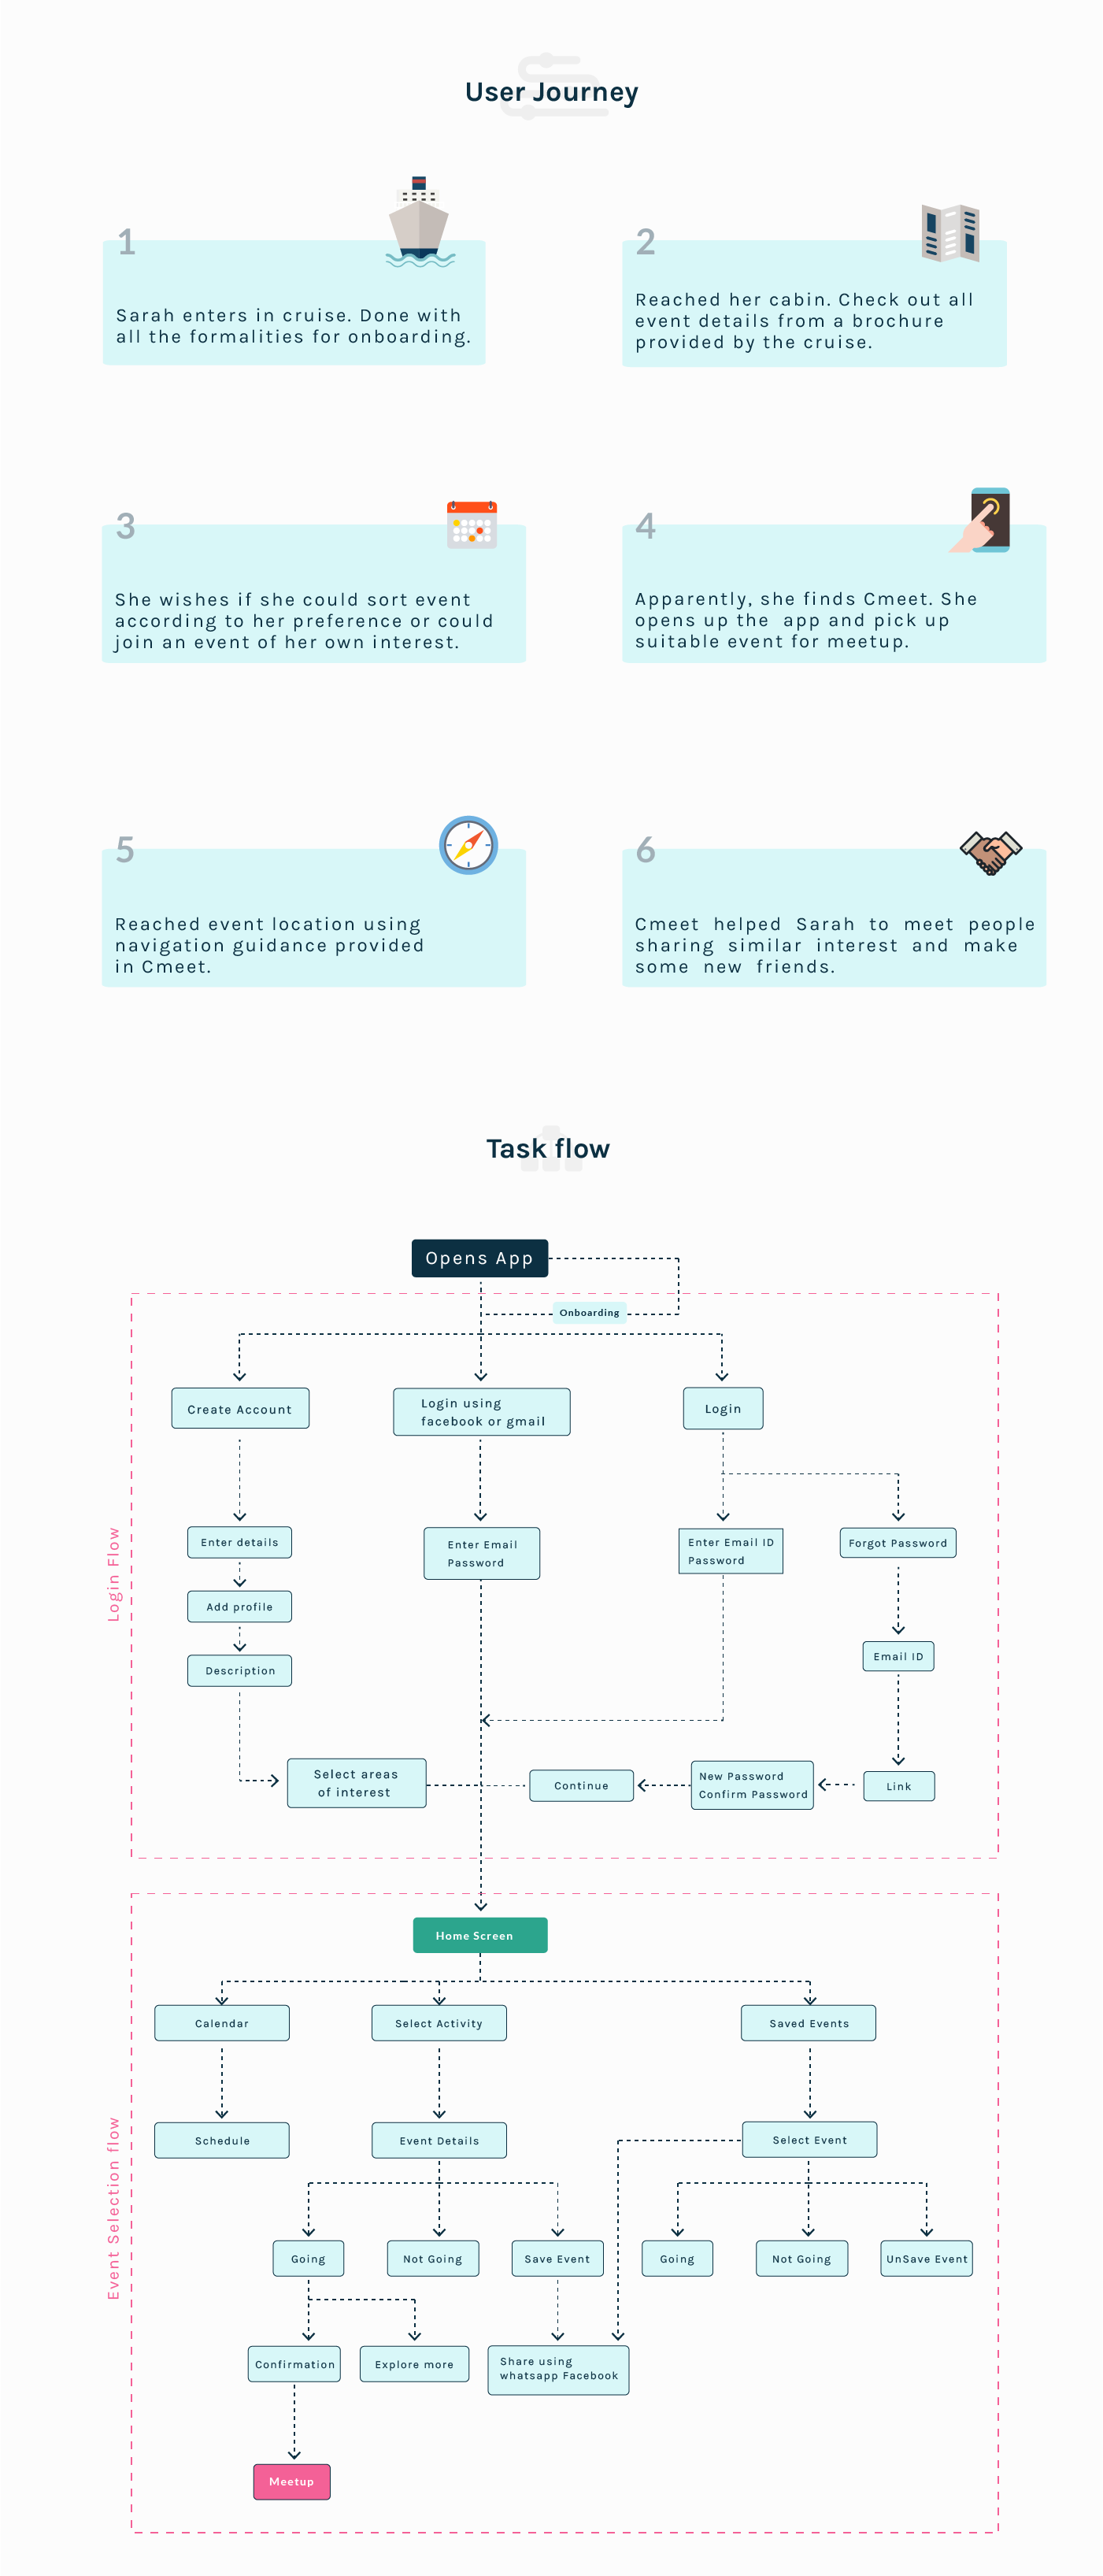 User Journey
1
Sarah enters in cruise. Done with
all the formalities for onboarding.
2
Reached her cabin. Check out all
event details from a brochure
provided by the cruise.
3
She wishes if she could sort event
according to her preference or could
join an event of her own interest.
4
Apparently, she finds Cmeet. She
opens up the app and pick up
suitable event for meetup.
5
Reached event location using
navigation guidance provided
in Cmeet.
6
Cmeet helped Sarah to meet people
sharing similar interest and make
some new friends.
Task flow
Opens App
Onboarding
Login Flow
Create Account
Login using
facebook or gmail
Login
Enter details
Enter Email
Password
Enter Email ID
Password
Forgot Password
Add profile
Description
Email ID
Select areas
of interest
Continue
New Password
Confirm Password
Link
Event Selection flow
Home Screen
Calendar
Select Activity
Saved Events
Schedule
Event Details
Select Event
Going
Not Going
Save Event
Going
Not Going
UnSave Event
Confirmation
Explore more
Share using
whatsapp Facebook
Meetup